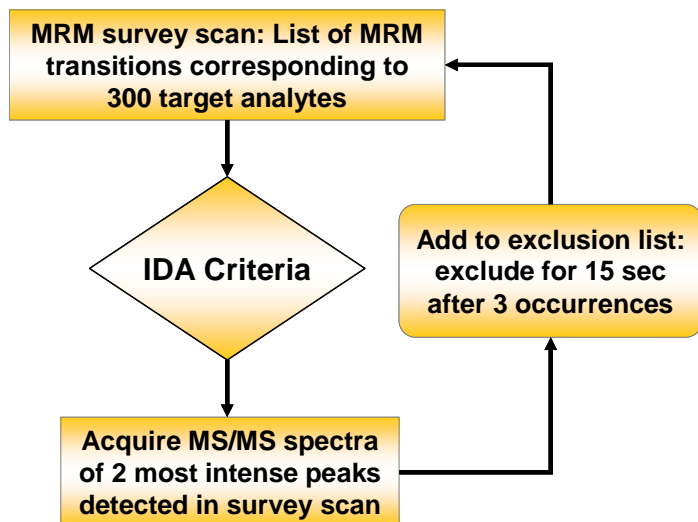 MRM survey scan: List of MRM
transitions corresponding to
300 target analytes
IDA Criteria
Add to exclusion list:
exclude for 15 sec
after 3 occurrences
Acquire MS/MS spectra
of 2 most intense peaks
detected in survey scan